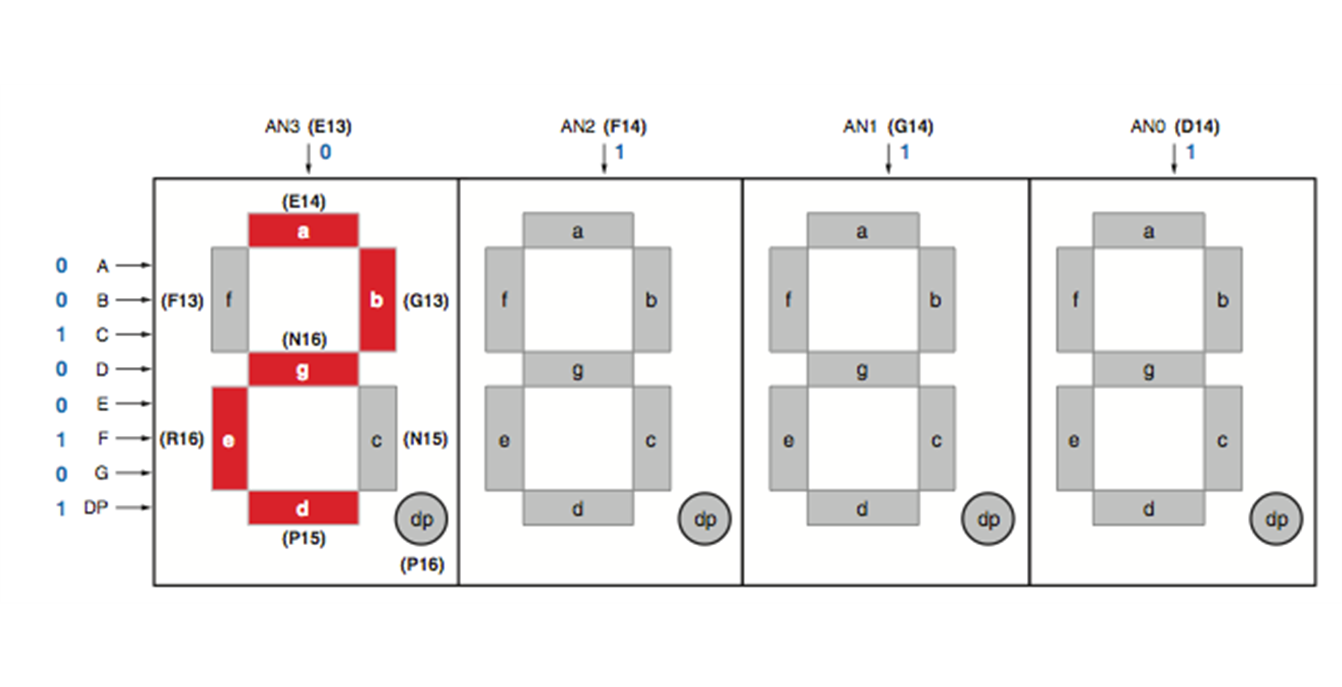 AN3 (E13)
AN2 (F14)
AN1 (G14)
AN0 (D14)
0
1
1
1
(E14)
a
a
a
a
0 A
0 B
1 C
0 D
0 E
1 F
0 G
1 DP
(F13) f b (G13)
f b
f b
f b
(N16)
g
g
g
g
(R16) e c (N15)
e c
e c
e c
d
d
d
d
(P15)
dp
dp
dp
dp
(P16)